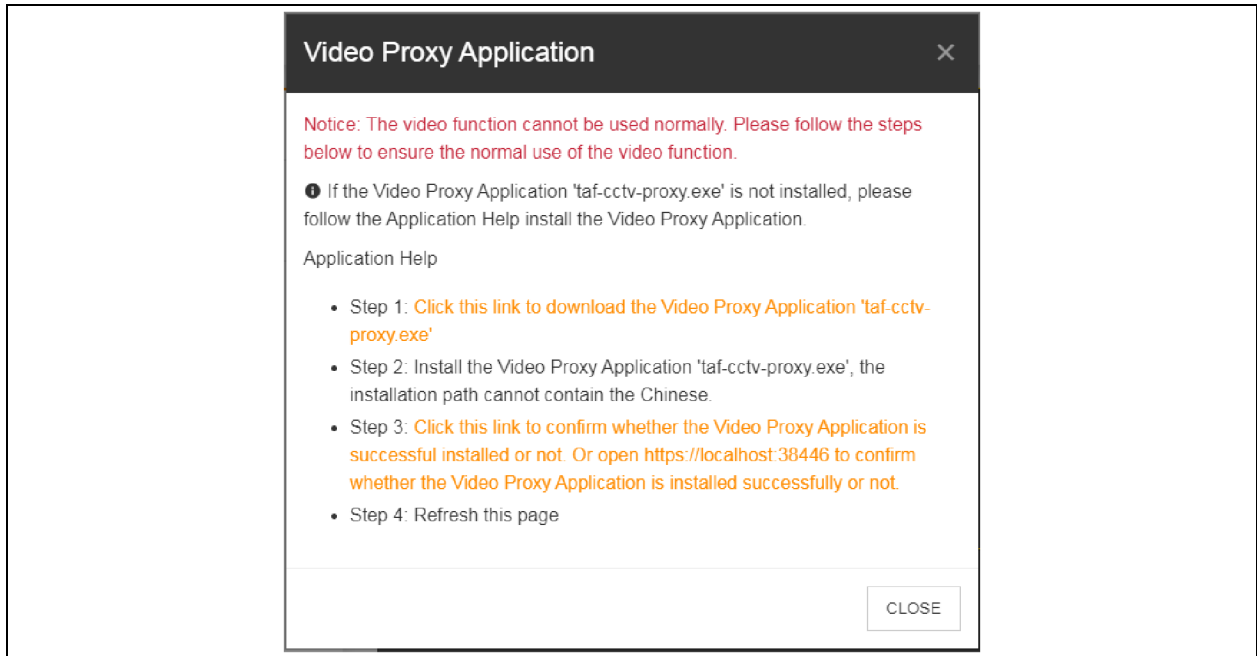 Video Proxy Application ×
Notice: The video function cannot be used normally. Please follow the steps
below to ensure the normal use of the video function.
If the Video Proxy Application 'taf-cctv-proxy.exe' is not installed, please
follow the Application Help install the Video Proxy Application.
Application Help
• Step 1: Click this link to download the Video Proxy Application 'taf-cctv-
proxy.exe'
• Step 2: Install the Video Proxy Application 'taf-cctv-proxy.exe', the
installation path cannot contain the Chinese.
• Step 3: Click this link to confirm whether the Video Proxy Application is
successful installed or not. Or open https://localhost:38446 to confirm
whether the Video Proxy Application is installed successfully or not.
• Step 4: Refresh this page
CLOSE